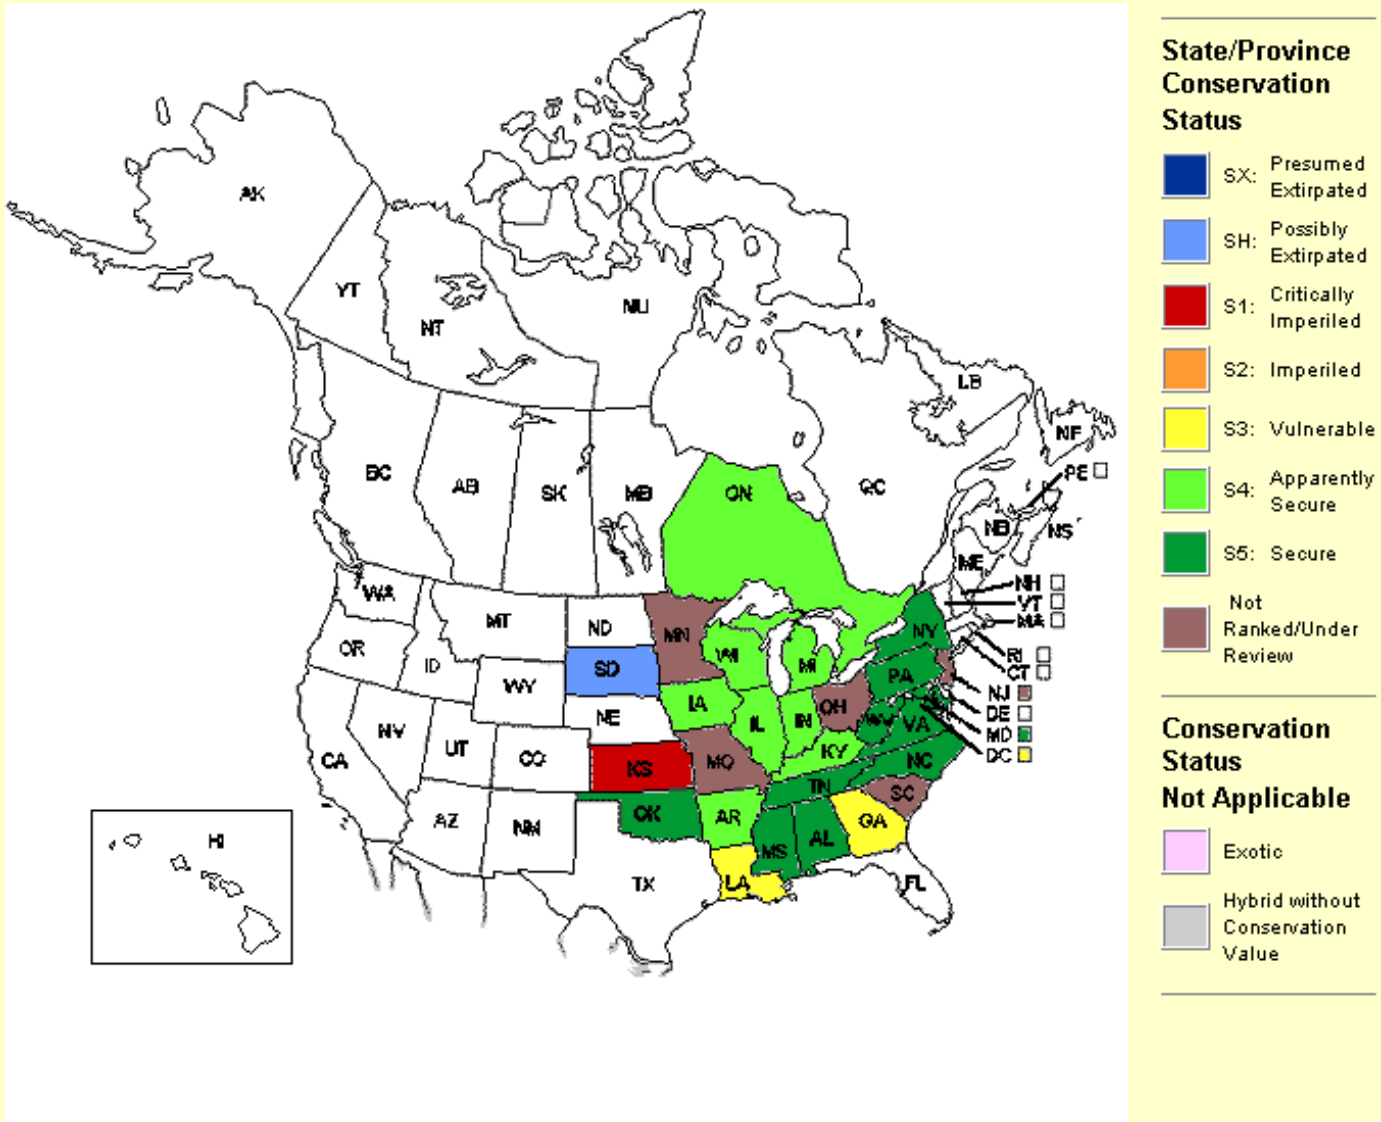 AK
YT
NT
NU
BC
AB
SK
MB
ON
QC
LB
NF
PE
NB
NS
ME
NH
VT
MA
RI
CT
NJ
DE
MD
DC
WA
OR
ID
MT
ND
SD
WY
NE
MN
WI
MI
IA
IL
IN
OH
PA
NY
WV
VA
KY
NC
TN
SC
GA
AL
MS
LA
AR
MO
KS
OK
TX
FL
CA
NV
UT
CO
AZ
NM
HI
State/Province
Conservation
Status
SX: Presumed
Extirpated
SH: Possibly
Extirpated
S1: Critically
Imperiled
S2: Imperiled
S3: Vulnerable
S4: Apparently
Secure
S5: Secure
Not
Ranked/Under
Review
Conservation
Status
Not Applicable
Exotic
Hybrid without
Conservation
Value